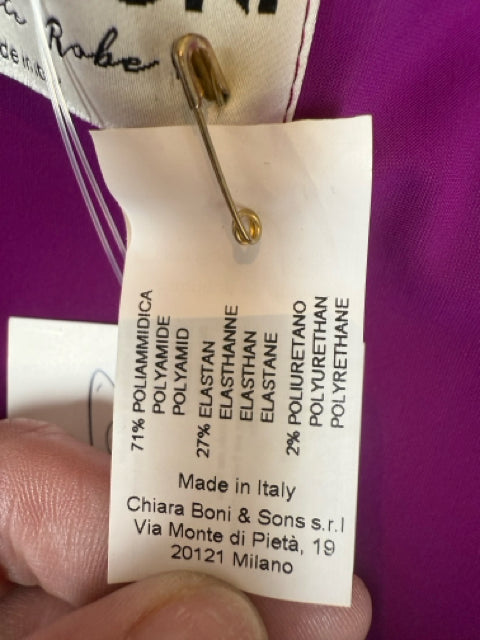 Robe
71% POLIAMMIDICA
POLYAMIDE
POLYAMID
27% ELASTAN
ELASTHANNE
ELASTHAN
ELASTANE
2% POLIURETANO
POLYURETHAN
POLYRETHANE
Made in Italy
Chiara Boni & Sons s.r.l
Via Monte di Pietà, 19
20121 Milano